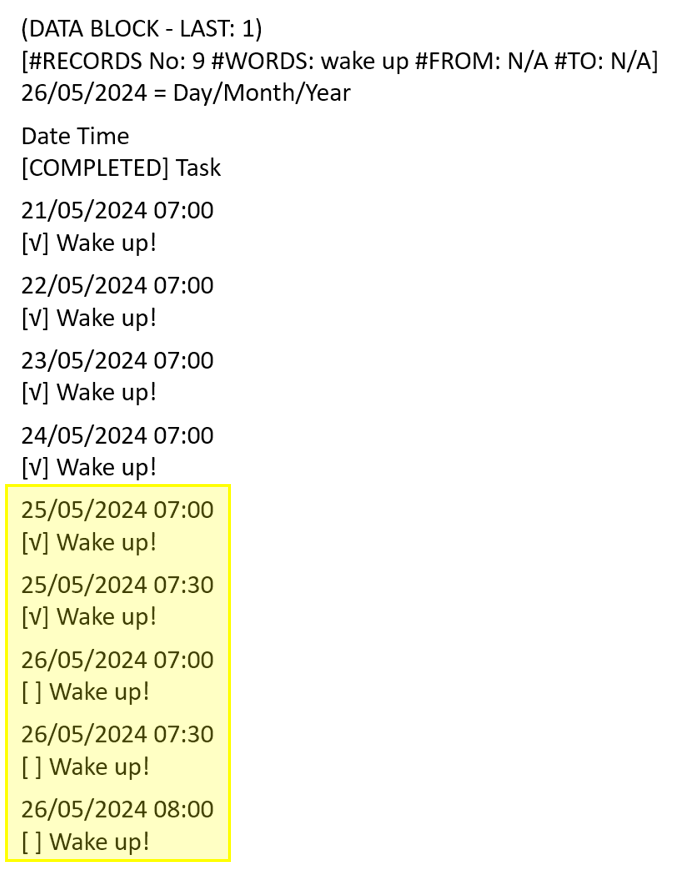 (DATA BLOCK - LAST: 1)
[#RECORDS No: 9 #WORDS: wake up #FROM: N/A #TO: N/A]
26/05/2024 = Day/Month/Year
Date Time
[COMPLETED] Task
21/05/2024 07:00
[√] Wake up!
22/05/2024 07:00
[√] Wake up!
23/05/2024 07:00
[√] Wake up!
24/05/2024 07:00
[√] Wake up!
25/05/2024 07:00
[√] Wake up!
25/05/2024 07:30
[√] Wake up!
26/05/2024 07:00
[ ] Wake up!
26/05/2024 07:30
[ ] Wake up!
26/05/2024 08:00
[ ] Wake up!